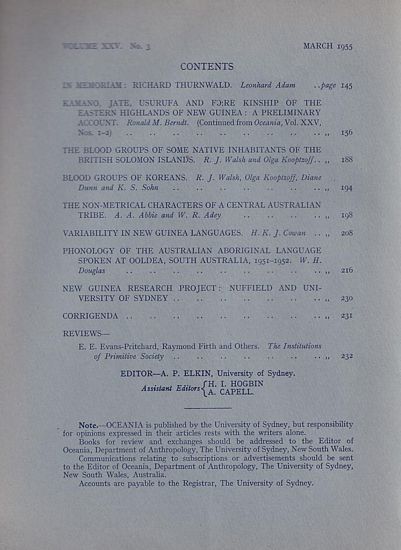 VOLUME XXV. No. 3 MARCH 1955
CONTENTS
IN MEMORIAM: RICHARD THURNWALD. Leonhard Adam ..page 145
KAMANO, JATE, USURUFA AND FORE KINSHIP OF THE
EASTERN HIGHLANDS OF NEW GUINEA: A PRELIMINARY
ACCOUNT. Ronald M. Berndt. (Continued from Oceania, Vol. XXV,
Nos. 1-2) .. .. .. .. .. .. .. „ 156
THE BLOOD GROUPS OF SOME NATIVE INHABITANTS OF THE
BRITISH SOLOMON ISLANDS. R. J. Walsh and Olga Kooptzoff.. „ 188
BLOOD GROUPS OF KOREANS. R. J. Walsh, Olga Kooptzoff, Diane
Dunn and K. S. Sohn .. .. .. .. .. .. „ 194
THE NON-METRICAL CHARACTERS OF A CENTRAL AUSTRALIAN
TRIBE. A. A. Abbie and W. R. Adey .. .. .. .. „ 198
VARIABILITY IN NEW GUINEA LANGUAGES. H. K. J. Cowan .. „ 208
PHONOLOGY OF THE AUSTRALIAN ABORIGINAL LANGUAGE
SPOKEN AT OOLDEA, SOUTH AUSTRALIA, 1951-1952. W. H.
Douglas .. .. .. .. .. .. .. „ 216
NEW GUINEA RESEARCH PROJECT: NUFFIELD AND UNI-
VERSITY OF SYDNEY .. .. .. .. .. .. „ 230
CORRIGENDA .. .. .. .. .. .. .. „ 231
REVIEWS—
E. E. Evans-Pritchard, Raymond Firth and Others. The Institutions
of Primitive Society .. .. .. .. .. .. „ 232
EDITOR—A. P. ELKIN, University of Sydney.
Assistant Editors { H. I. HOGBIN
A. CAPELL.
Note.—OCEANIA is published by the University of Sydney, but responsibility
for opinions expressed in their articles rests with the writers alone.
Books for review and exchanges should be addressed to the Editor of
Oceania, Department of Anthropology, The University of Sydney, New South Wales.
Communications relating to subscriptions or advertisements should be sent
to the Editor of Oceania, Department of Anthropology, The University of Sydney,
New South Wales, Australia.
Accounts are payable to the Registrar, The University of Sydney.